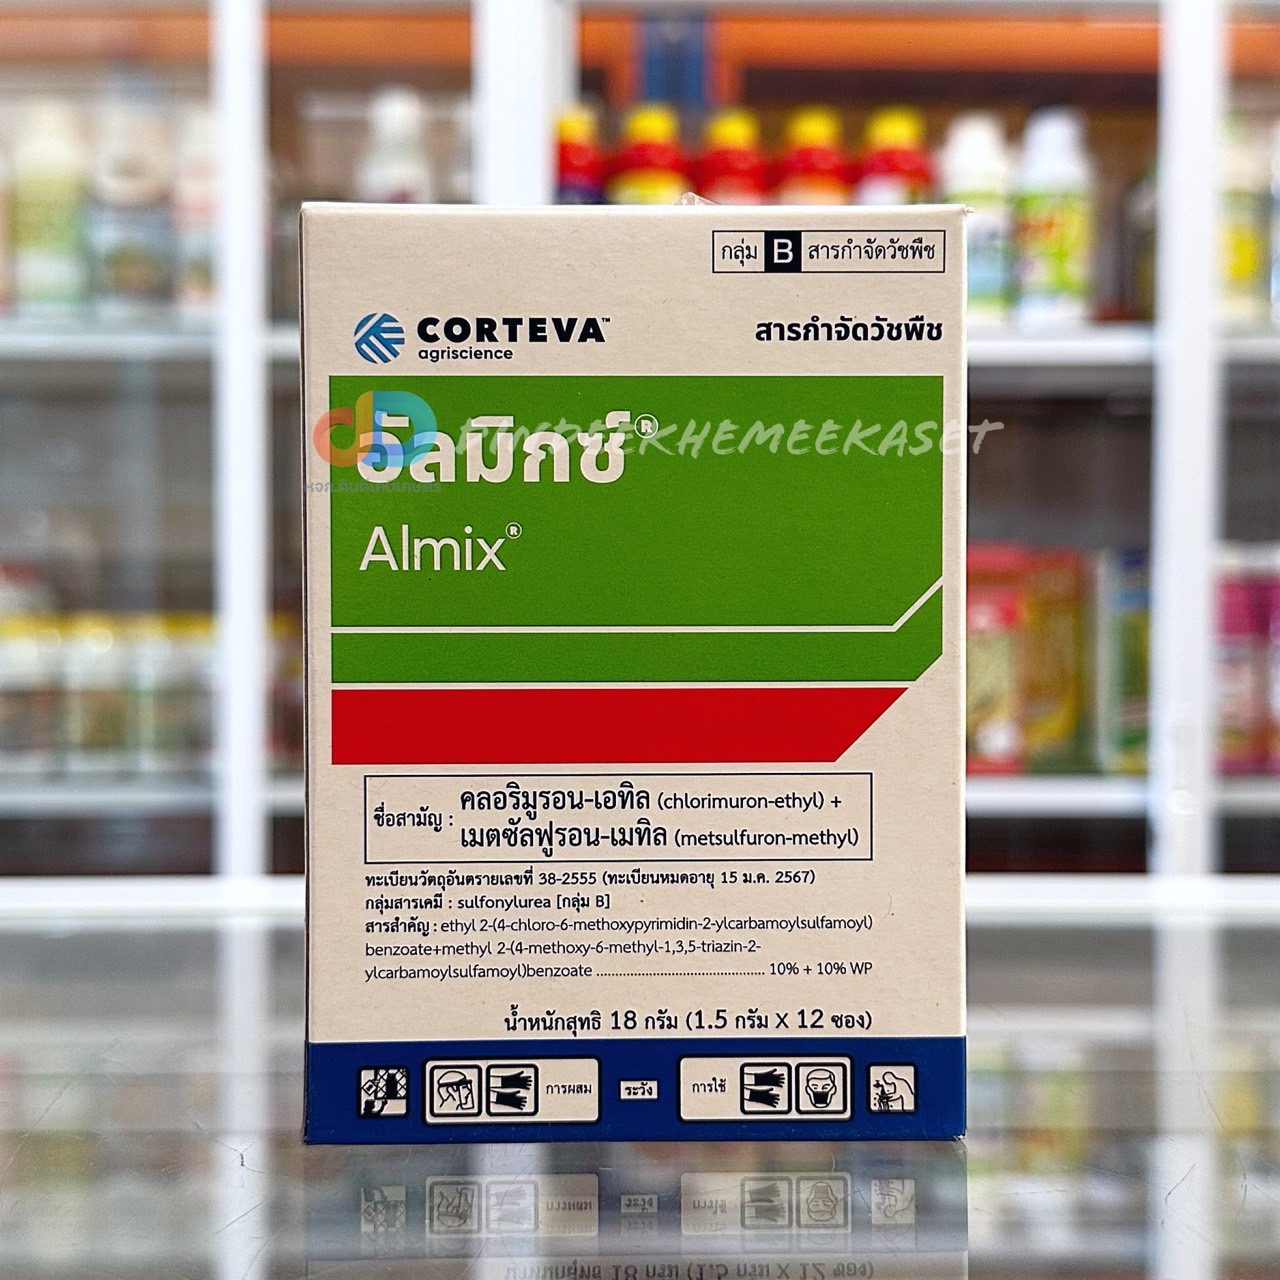 กลุ่ม B สารกำจัดวัชพืช
CORTEVA™
agriscience
สารกำจัดวัชพืช
อัลมิกซ์®
DINDEEKHEMEEKASET
Almix®
ชื่อสามัญ : คลอริมูรอน-เอทิล (chlorimuron-ethyl) +
เมตซัลฟูรอน-เมทิล (metsulfuron-methyl)
ทะเบียนวัตถุอันตรายเลขที่ 38-2555 (ทะเบียนหมดอายุ 15 ม.ค. 2567)
กลุ่มสารเคมี : sulfonylurea [กลุ่ม B]
สารสำคัญ : ethyl 2-(4-chloro-6-methoxypyrimidin-2-ylcarbamoylsulfamoyl)
benzoate+methyl 2-(4-methoxy-6-methyl-1,3,5-triazin-2-
ylcarbamoylsulfamoyl)benzoate ............................................. 10% + 10% WP
น้ำหนักสุทธิ 18 กรัม (1.5 กรัม X 12 ซอง)
การผสม ระวัง การใช้